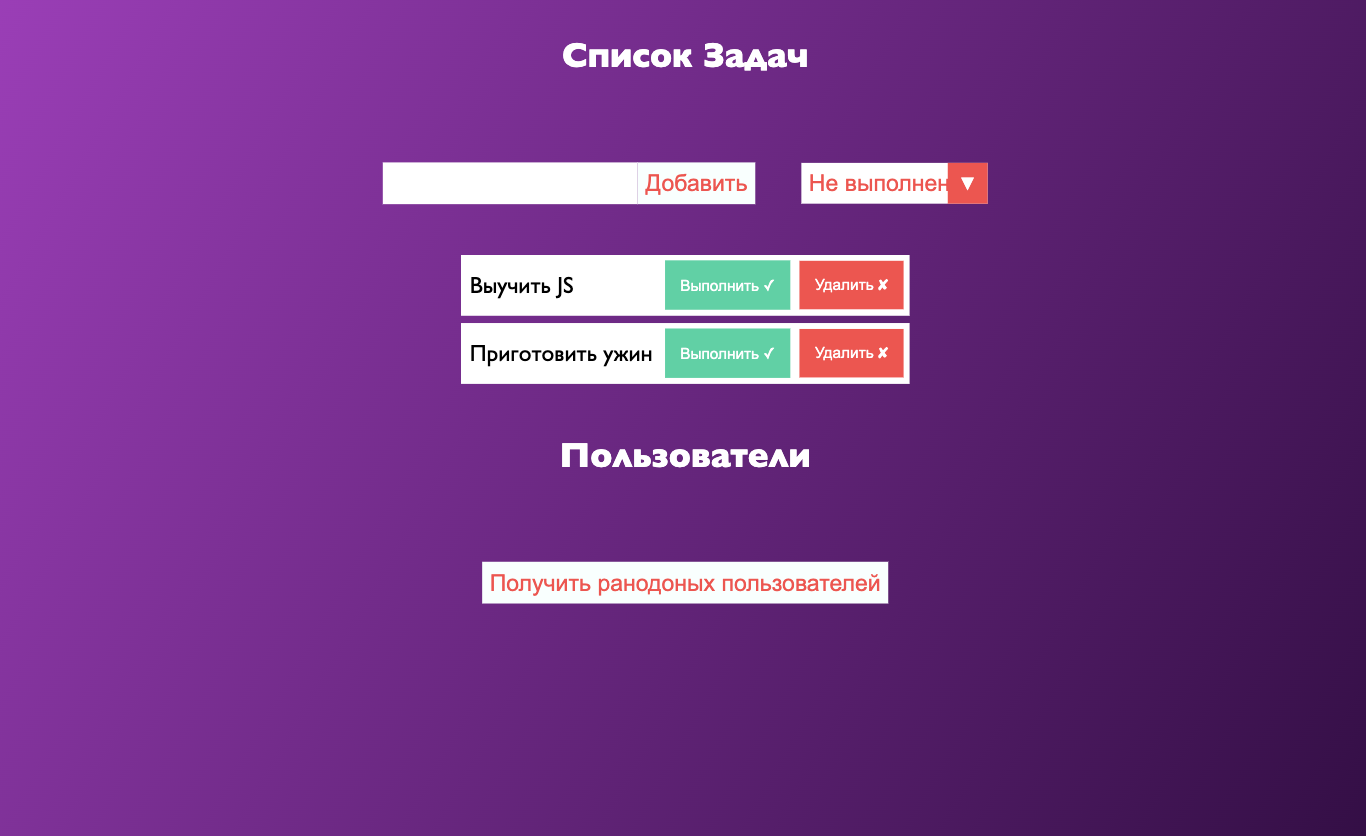 Список Задач
Добавить
Не выполнен ▼
Выучить JS Выполнить ✓ Удалить ✘
Приготовить ужин Выполнить ✓ Удалить ✘
Пользователи
Получить ранодоных пользователей